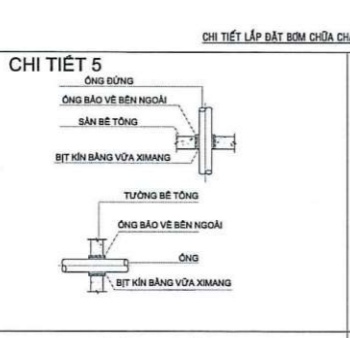 CHI TIẾT LẮP ĐẶT BƠM CHỮA CH
CHI TIẾT 5
ỐNG ĐỨNG
ỐNG BẢO VỆ BÊN NGOÀI
SÀN BÊ TÔNG
BỊT KÍN BẰNG VỮA XIMANG
TƯỜNG BÊ TÔNG
ỐNG BẢO VỆ BÊN NGOÀI
ỐNG
BỊT KÍN BẰNG VỮA XIMANG